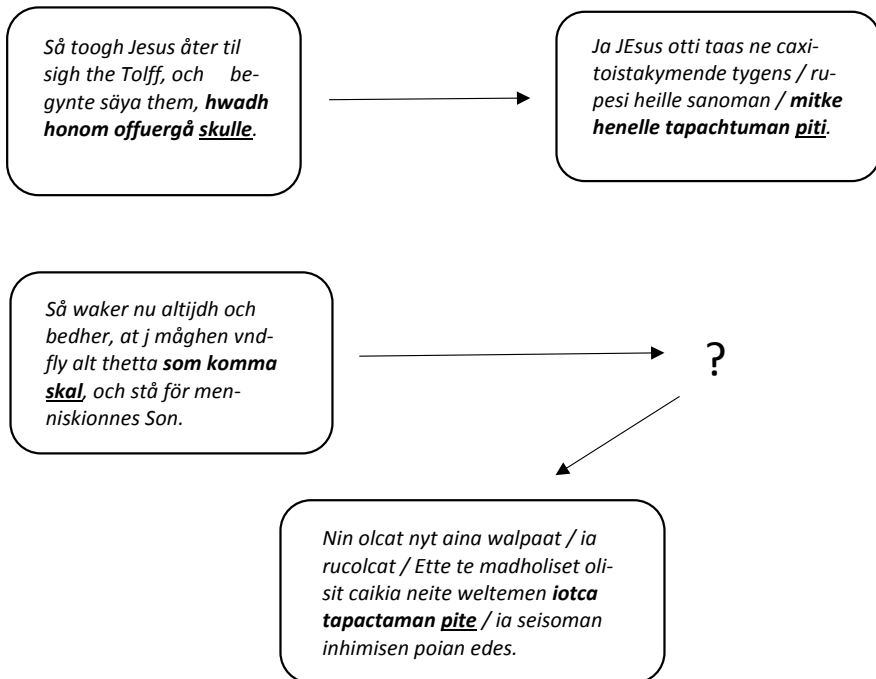 Så toogh Jesus åter til
sigh the Tolff, och be-
gynte säya them, hwadh
honom offuergå skulle.
Ja JEsus otti taas ne caxi-
toistakymende tygens / ru-
pesi heille sanoman / mitke
henelle tapachtuman piti.
Så waker nu altijdh och
bedher, at j måghen vnd-
fly alt thetta som komma
skal, och stå för men-
niskionnes Son.
?
Nin olcat nyt aina walpaat / ia
rucolcat / Ette te madholiset oli-
sit caikia neite weltemen iotca
tapactaman pite / ia seisoman
inhimisen poian edes.